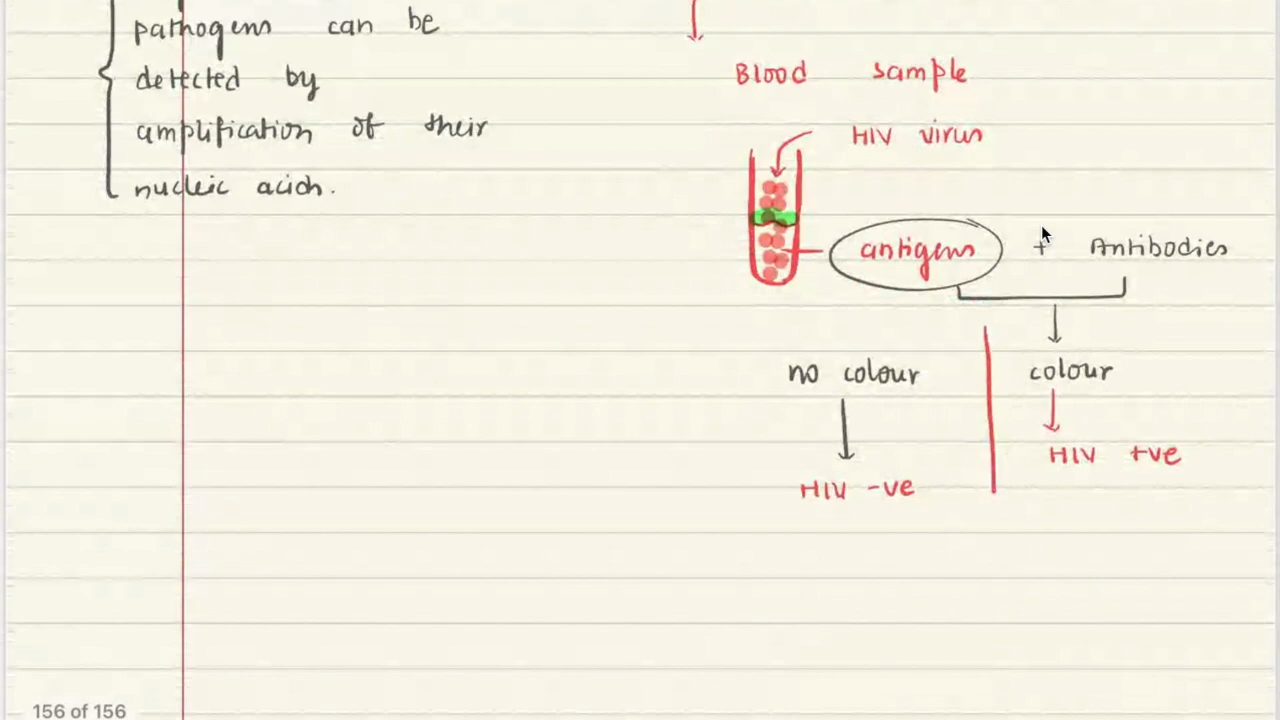 pathogens can be
detected by
amplification of their
nucleic acid.
Blood sample
HIV virus
antigens + Antibodies
no colour
colour
HIV -ve
HIV +ve
156 of 156